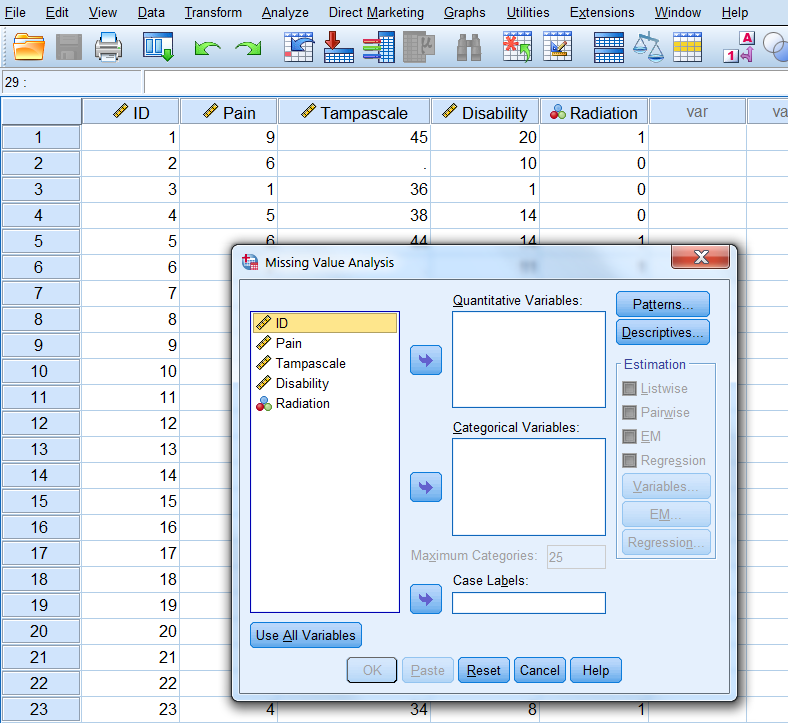 File Edit View Data Transform Analyze Direct Marketing Graphs Utilities Extensions Window Help
29 :
ID Pain Tampascale Disability Radiation var va
1 1 9 45 20 1
2 2 6 . 10 0
3 3 1 36 1 0
4 4 5 38 14 0
5 5 6 44 14 1
6 6
7 7
8 8
9 9
10 10
11 11
12 12
13 13
14 14
15 15
16 16
17 17
18 18
19 19
20 20
21 21
22 22
23 23 4 34 8 1
Missing Value Analysis
ID
Pain
Tampascale
Disability
Radiation
Use All Variables
Quantitative Variables:
Categorical Variables:
Maximum Categories: 25
Case Labels:
Patterns...
Descriptives...
Estimation
Listwise
Pairwise
EM
Regression
Variables...
EM...
Regression...
OK Paste Reset Cancel Help